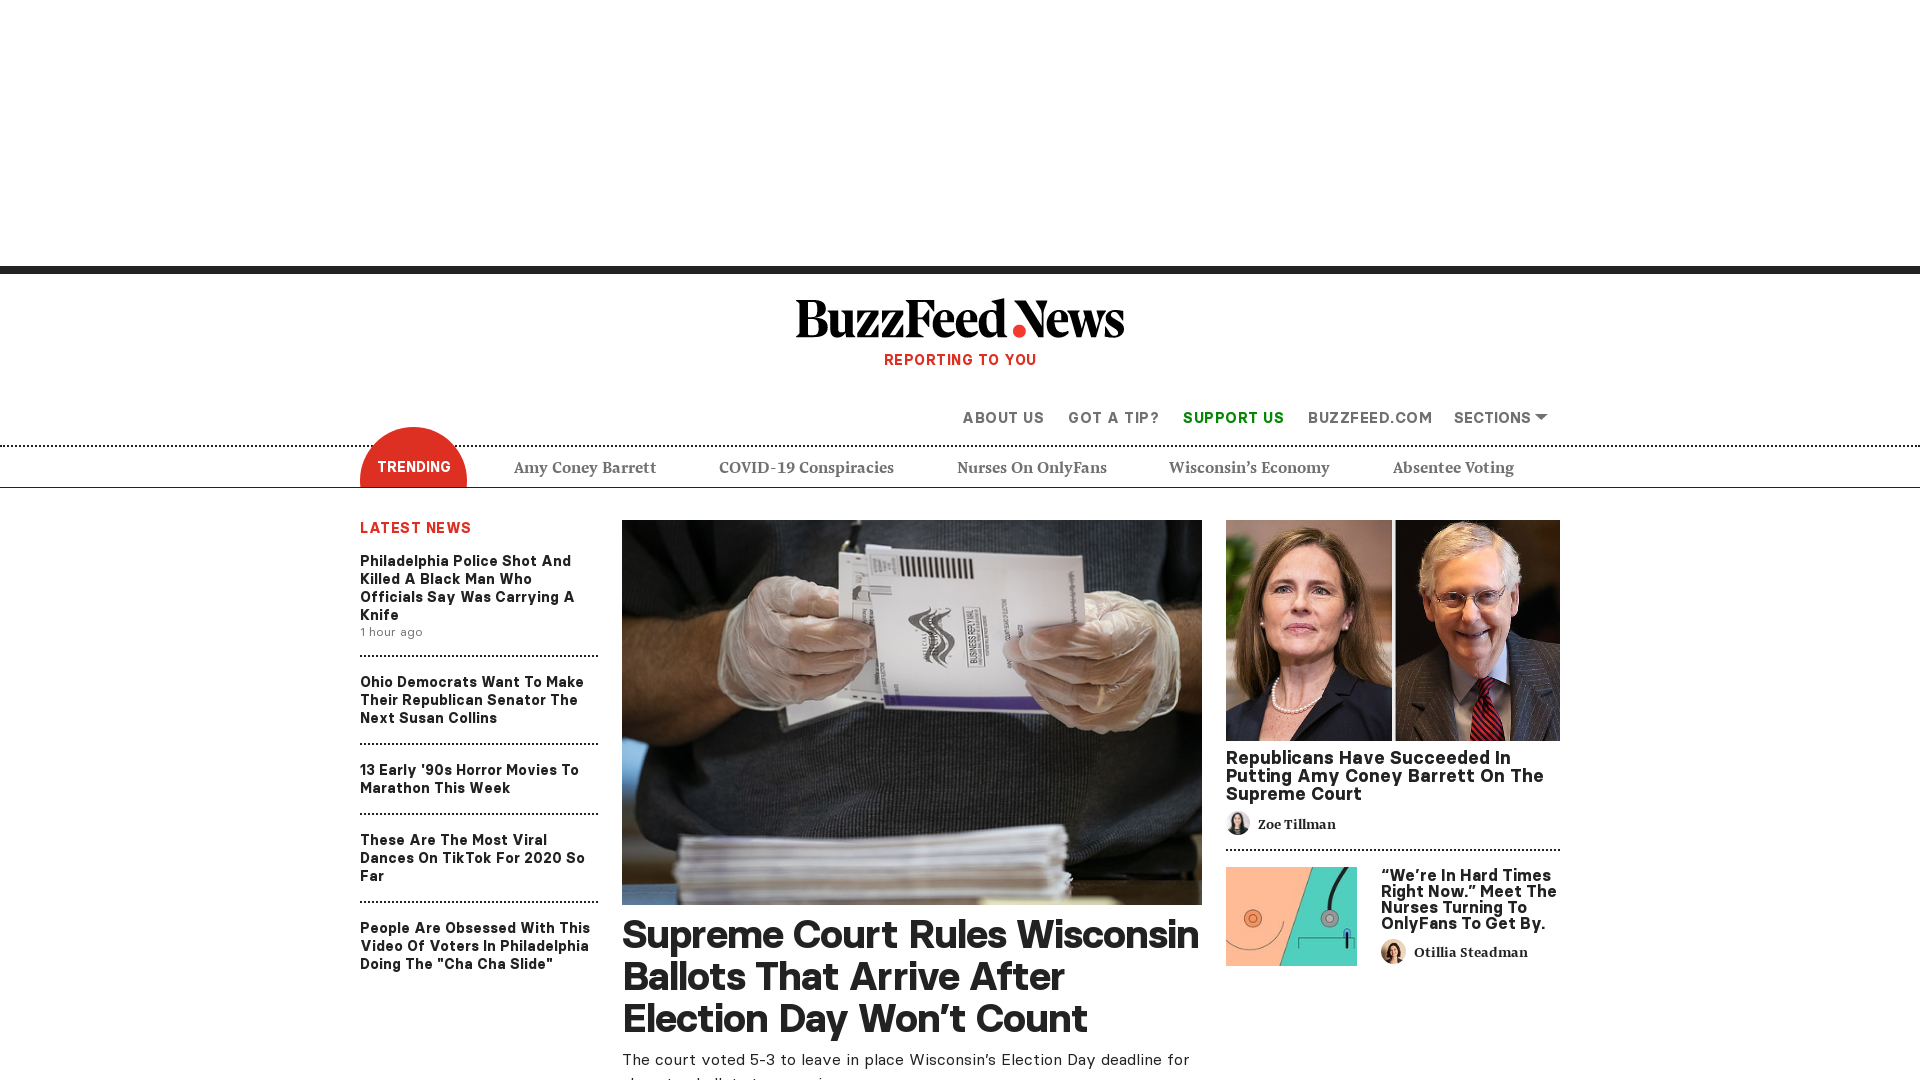 BuzzFeed News
REPORTING TO YOU
ABOUT US
GOT A TIP?
SUPPORT US
BUZZFEED.COM
SECTIONS
TRENDING
Amy Coney Barrett
COVID-19 Conspiracies
Nurses On OnlyFans
Wisconsin’s Economy
Absentee Voting
LATEST NEWS
Philadelphia Police Shot And
Killed A Black Man Who
Officials Say Was Carrying A
Knife
1 hour ago
Ohio Democrats Want To Make
Their Republican Senator The
Next Susan Collins
13 Early '90s Horror Movies To
Marathon This Week
These Are The Most Viral
Dances On TikTok For 2020 So
Far
People Are Obsessed With This
Video Of Voters In Philadelphia
Doing The "Cha Cha Slide"
BUSINESS REPLY MAIL
Supreme Court Rules Wisconsin
Ballots That Arrive After
Election Day Won’t Count
The court voted 5-3 to leave in place Wisconsin’s Election Day deadline for
Republicans Have Succeeded In
Putting Amy Coney Barrett On The
Supreme Court
Zoe Tillman
“We’re In Hard Times
Right Now.” Meet The
Nurses Turning To
OnlyFans To Get By.
Otillia Steadman